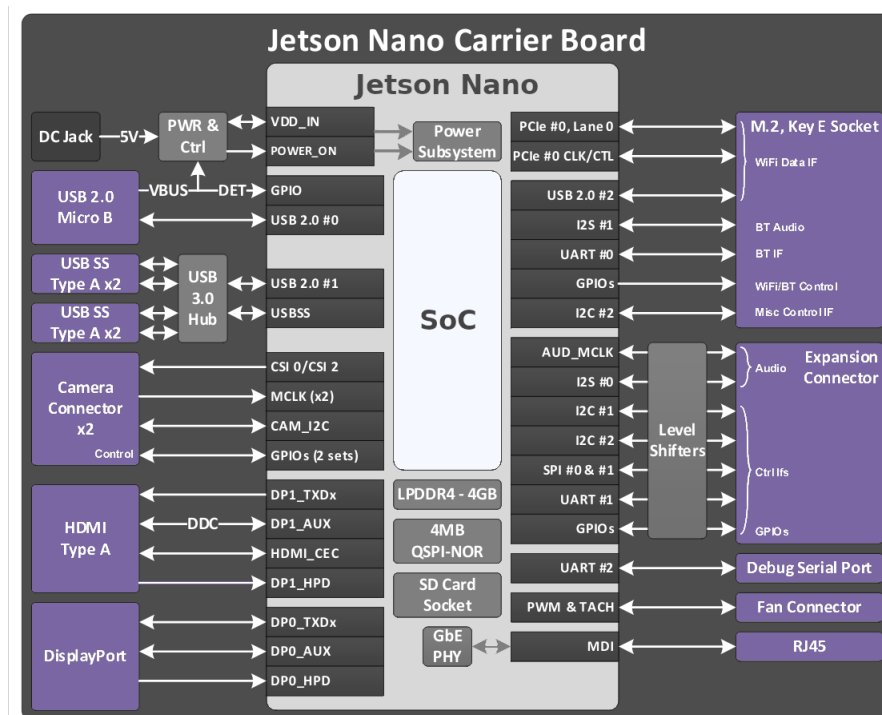 Jetson Nano Carrier Board
Jetson Nano
DC Jack
5V
PWR &
Ctrl
VDD_IN
POWER_ON
Power
Subsystem
USB 2.0
Micro B
VBUS
DET
GPIO
USB 2.0 #0
USB SS
Type A x2
USB SS
Type A x2
USB
3.0
Hub
USB 2.0 #1
USBSS
Camera
Connector
x2
Control
CSI 0/CSI 2
MCLK (x2)
CAM_I2C
GPIOs (2 sets)
HDMI
Type A
DDC
DP1_TXDx
DP1_AUX
HDMI_CEC
DP1_HPD
DisplayPort
DP0_TXDx
DP0_AUX
DP0_HPD
SoC
LPDDR4 - 4GB
4MB
QSPI-NOR
SD Card
Socket
GbE
PHY
PCIe #0, Lane 0
PCIe #0 CLK/CTL
USB 2.0 #2
I2S #1
UART #0
GPIOs
I2C #2
M.2, Key E Socket
WiFi Data IF
BT Audio
BT IF
WiFi/BT Control
Misc Control IF
AUD_MCLK
I2S #0
I2C #1
I2C #2
SPI #0 & #1
UART #1
GPIOs
Level
Shifters
Expansion
Connector
Audio
Ctrl Ifs
GPIOs
UART #2
Debug Serial Port
PWM & TACH
Fan Connector
MDI
RJ45